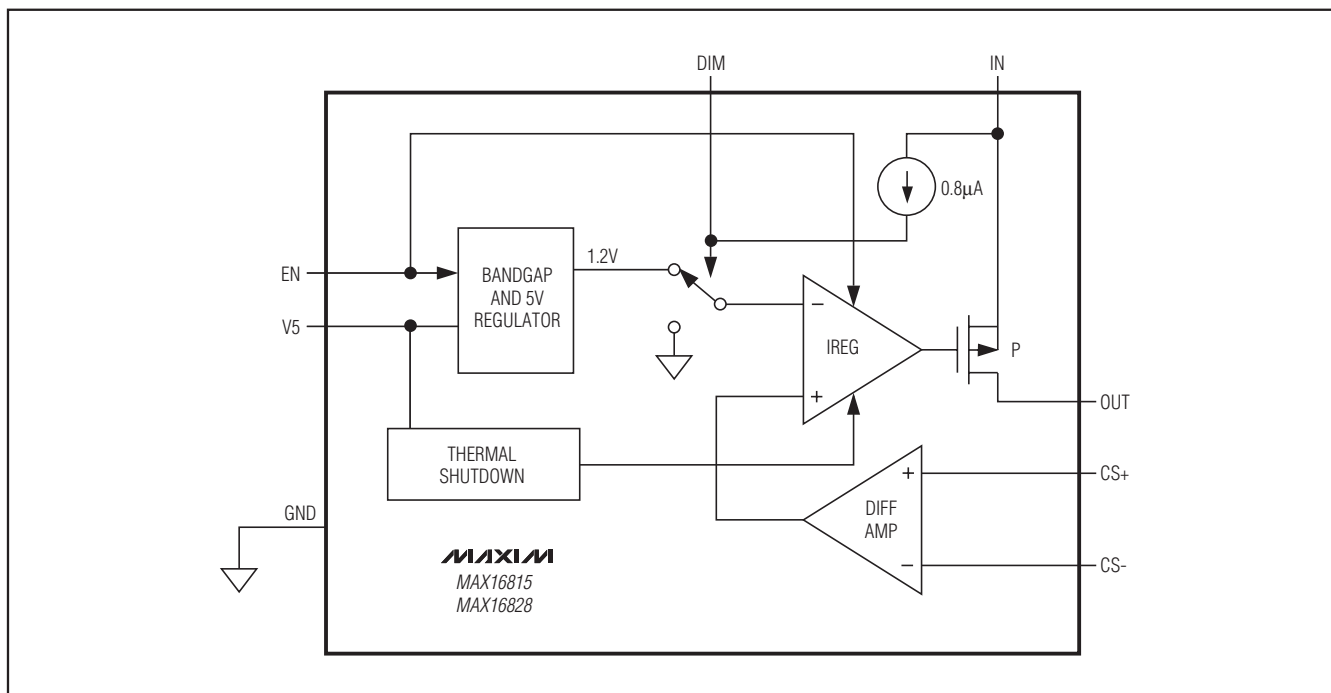 DIM
IN
0.8µA
EN
V5
BANDGAP
AND 5V
REGULATOR
1.2V
−
IREG
+
P
OUT
THERMAL
SHUTDOWN
GND
+
DIFF
AMP
−
CS+
CS-
MAXIM
MAX16815
MAX16828